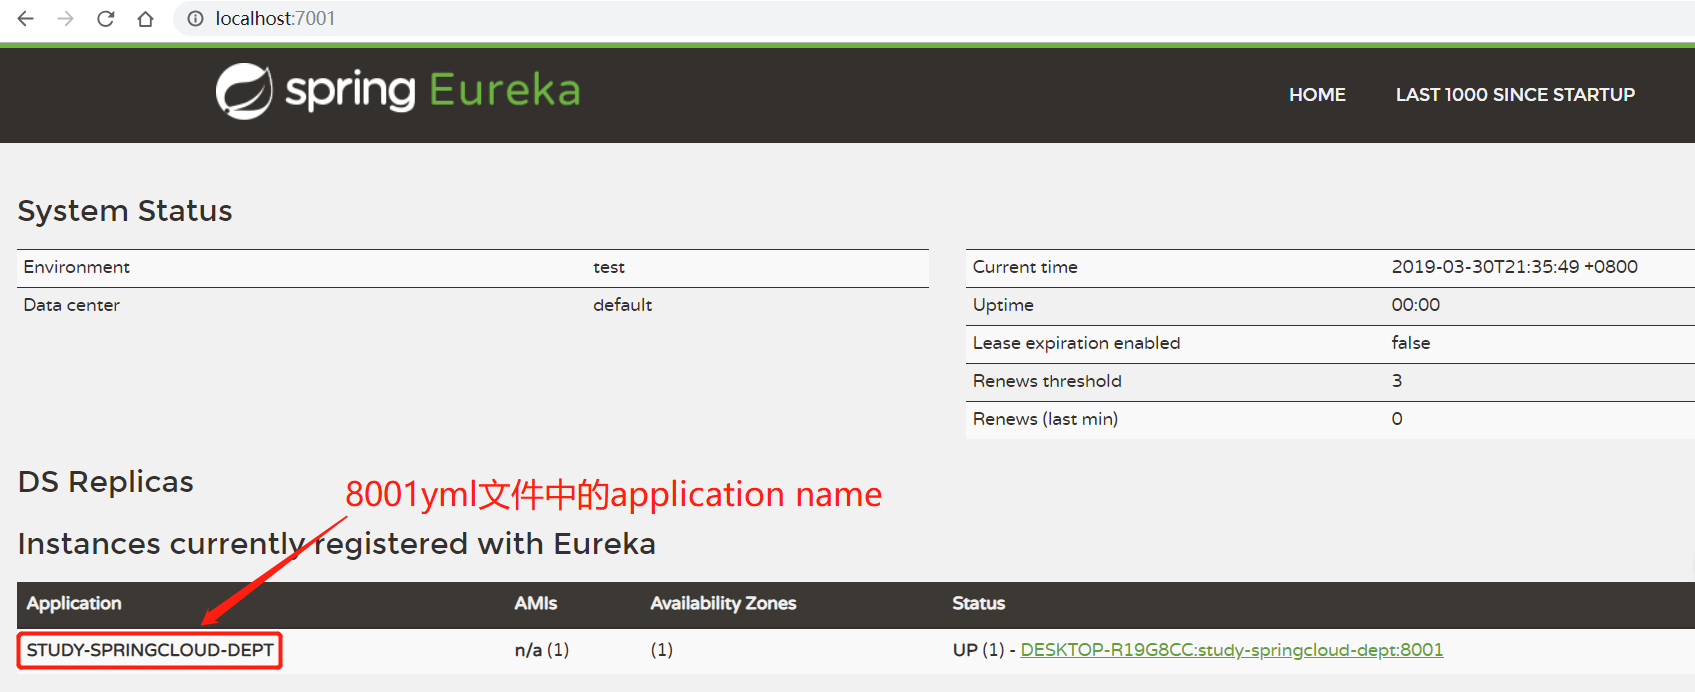 localhost:7001
spring Eureka
HOME LAST 1000 SINCE STARTUP
System Status
Environment test
Data center default
Current time 2019-03-30T21:35:49 +0800
Uptime 00:00
Lease expiration enabled false
Renews threshold 3
Renews (last min) 0
DS Replicas
8001yml文件中的application name
Instances currently registered with Eureka
Application AMIs Availability Zones Status
STUDY-SPRINGCLOUD-DEPT n/a (1) (1) UP (1) - DESKTOP-R19G8CC:study-springcloud-dept:8001